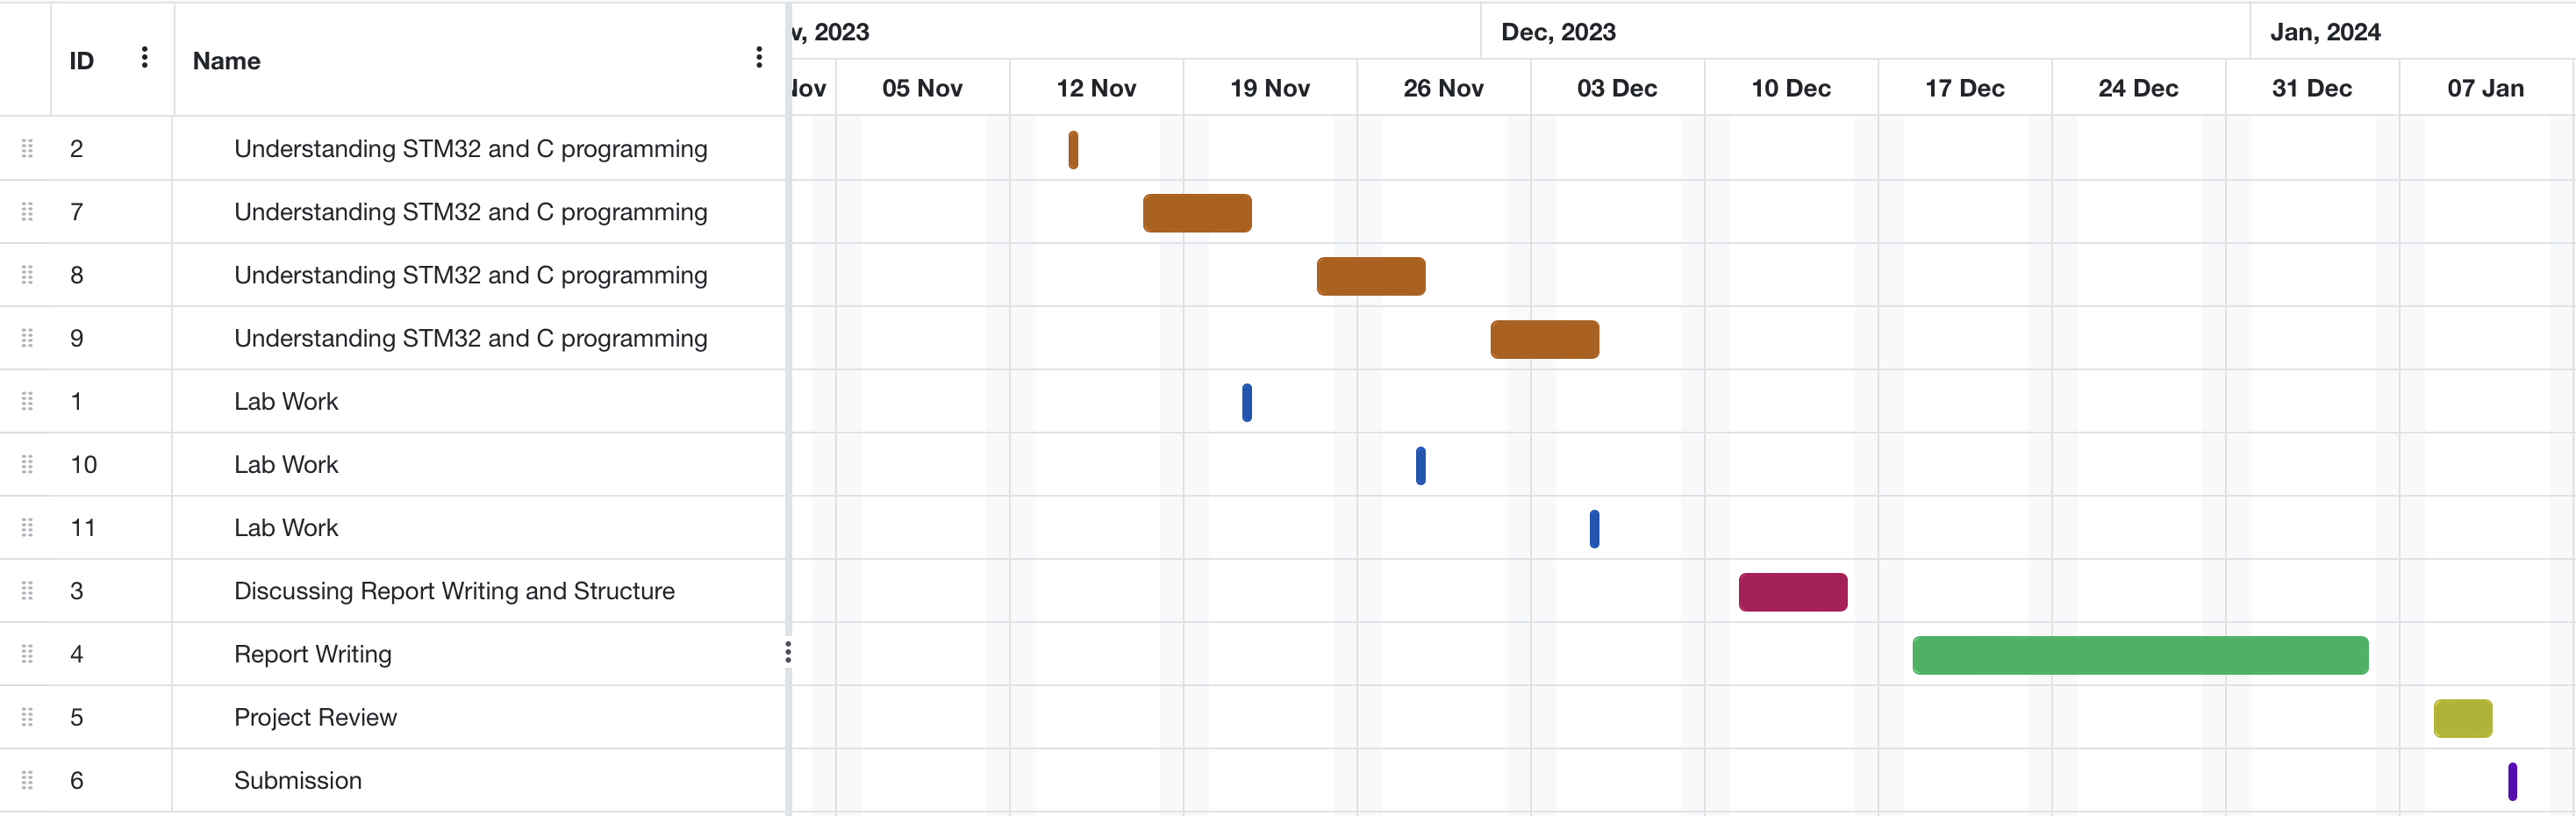 ID Name v, 2023 Dec, 2023 Jan, 2024
Nov 05 Nov 12 Nov 19 Nov 26 Nov 03 Dec 10 Dec 17 Dec 24 Dec 31 Dec 07 Jan
2 Understanding STM32 and C programming
7 Understanding STM32 and C programming
8 Understanding STM32 and C programming
9 Understanding STM32 and C programming
1 Lab Work
10 Lab Work
11 Lab Work
3 Discussing Report Writing and Structure
4 Report Writing
5 Project Review
6 Submission